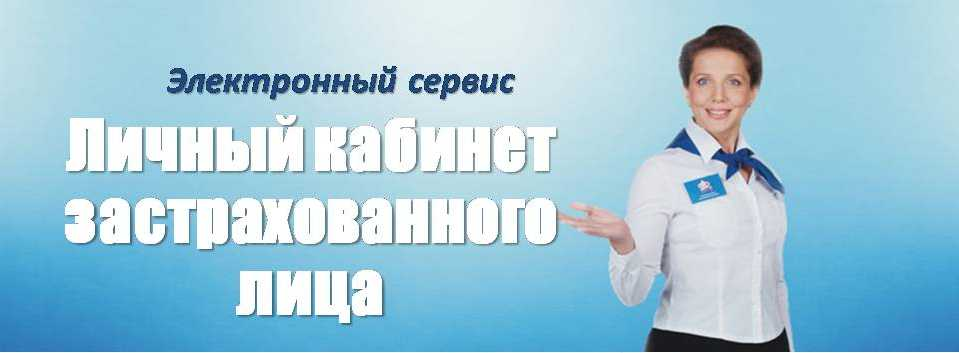 Электронный сервис
Личный кабинет
застрахованного
лица